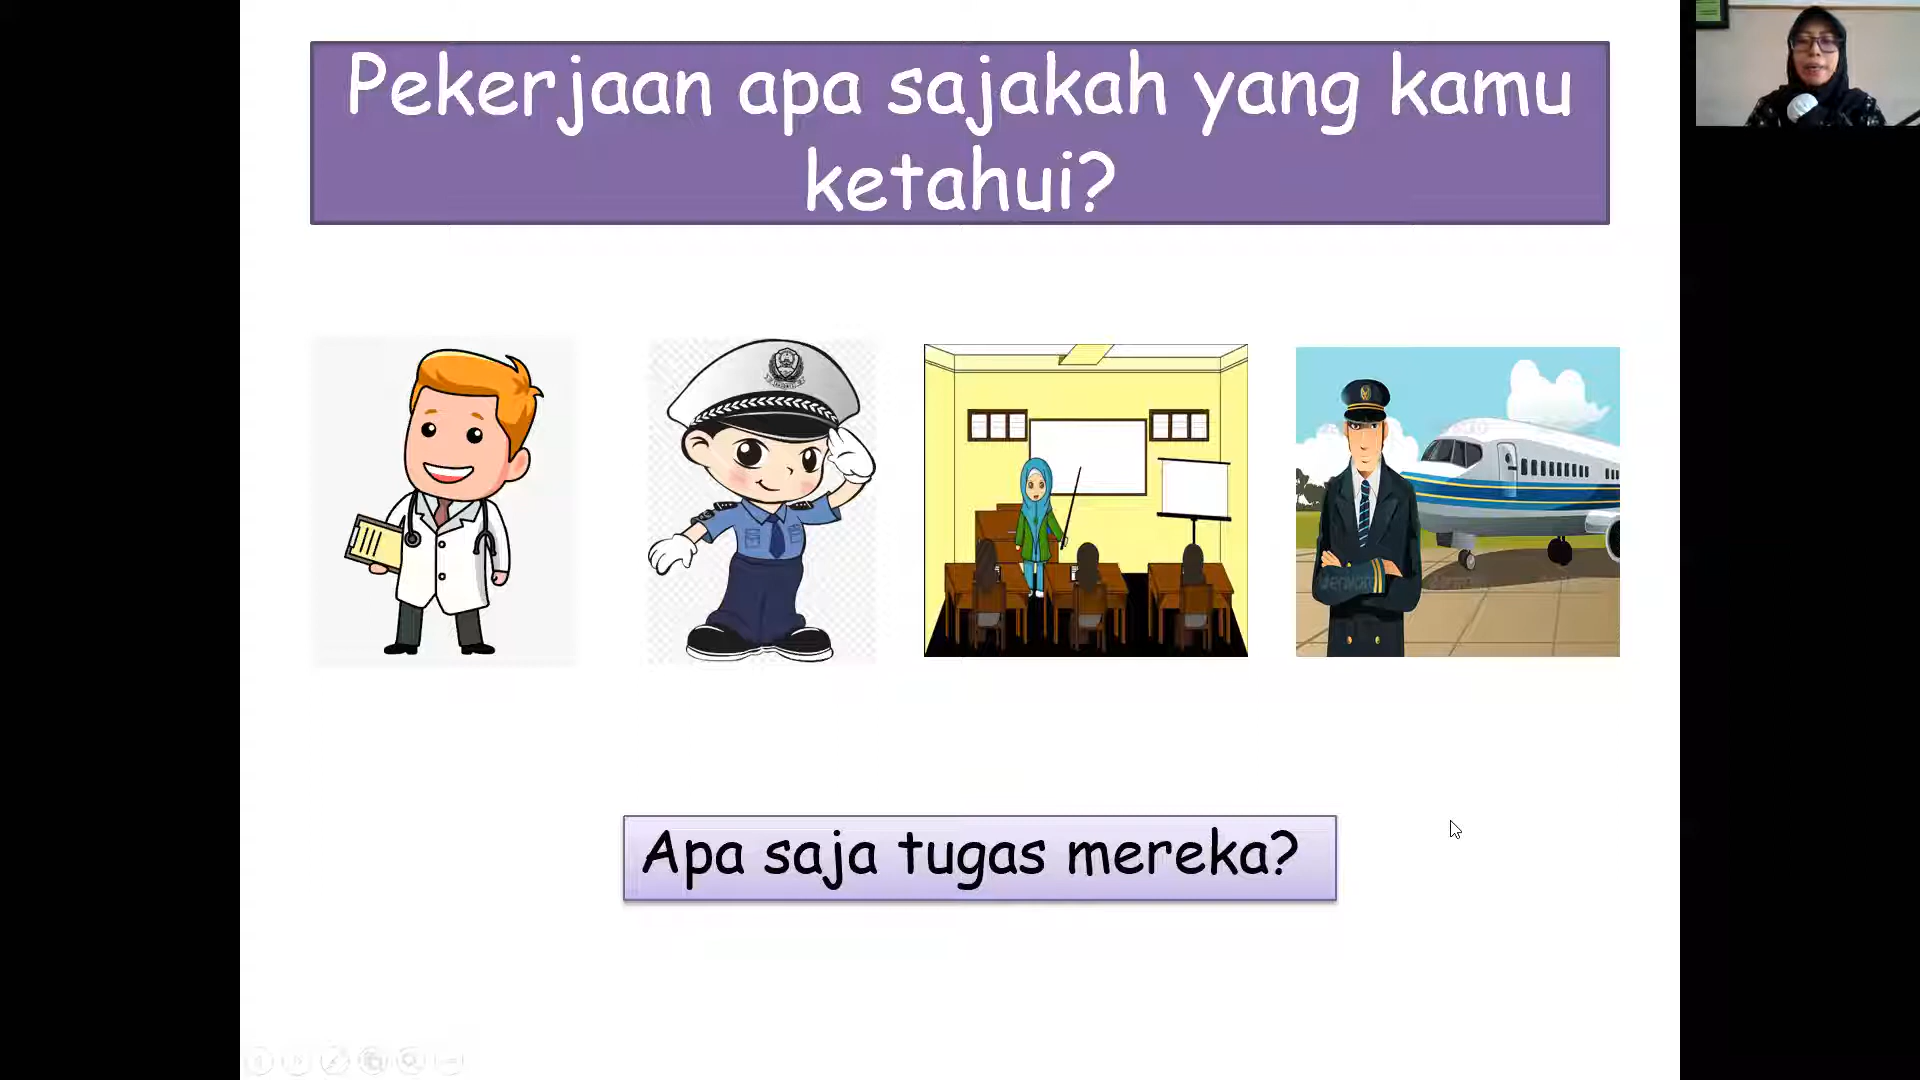 Pekerjaan apa sajakah yang kamu
ketahui?
Apa saja tugas mereka?